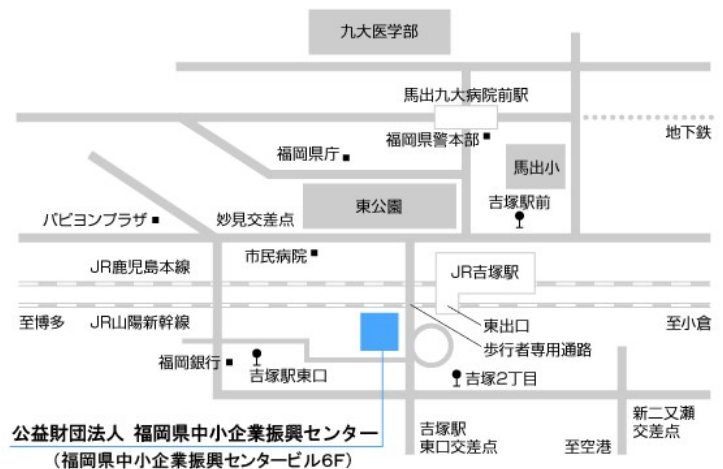 九大医学部
馬出九大病院前駅
地下鉄
福岡県警本部
福岡県庁
馬出小
東公園
吉塚駅前
パピヨンプラザ
妙見交差点
市民病院
JR吉塚駅
JR鹿児島本線
至博多
JR山陽新幹線
東出口
至小倉
歩行者専用通路
福岡銀行
吉塚駅東口
吉塚2丁目
公益財団法人 福岡県中小企業振興センター
(福岡県中小企業振興センタービル6F)
吉塚駅
東口交差点
至空港
新二又瀬
交差点